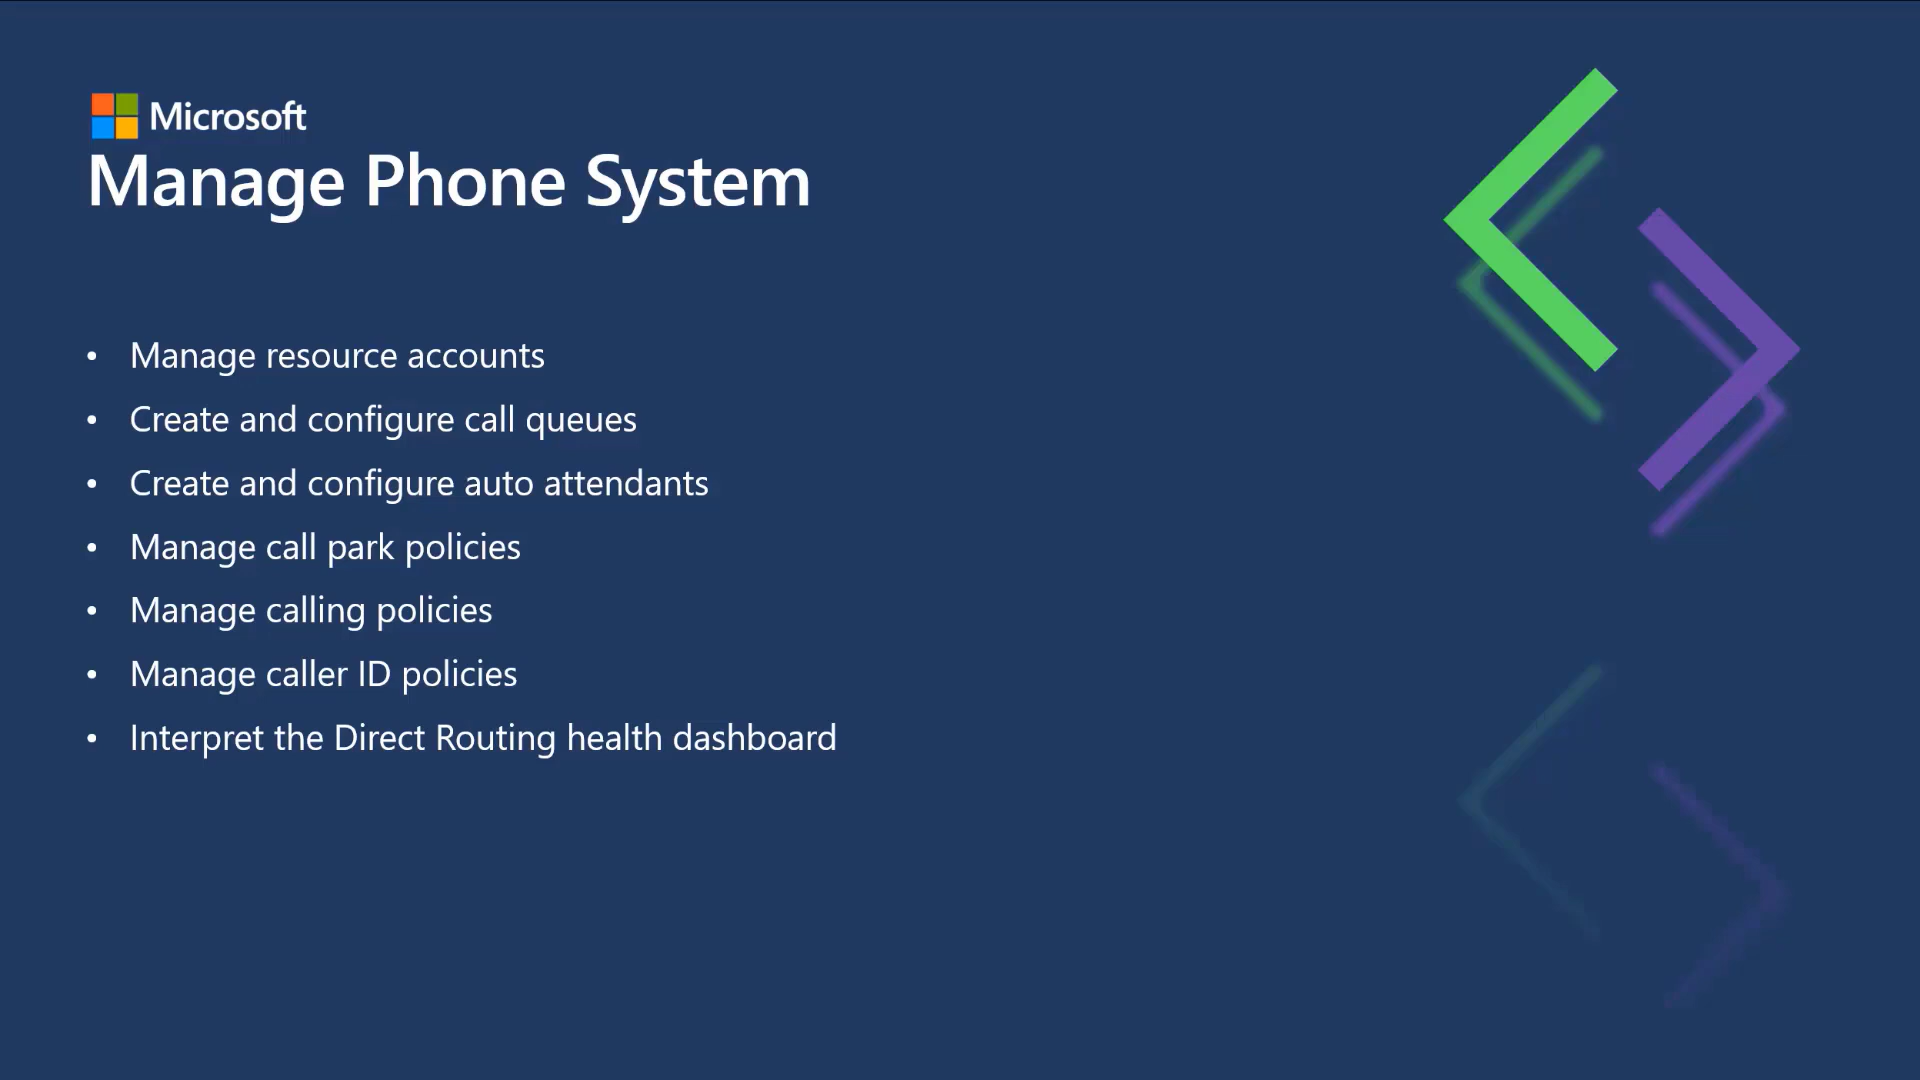 Microsoft
Manage Phone System
• Manage resource accounts
• Create and configure call queues
• Create and configure auto attendants
• Manage call park policies
• Manage calling policies
• Manage caller ID policies
• Interpret the Direct Routing health dashboard